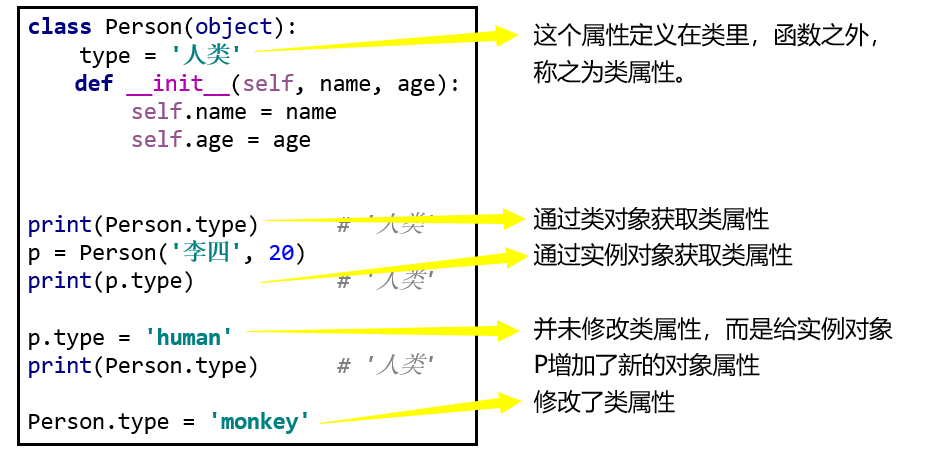 class Person(object):
type = '人类'
def __init__(self, name, age):
self.name = name
self.age = age
print(Person.type) # '人类'
p = Person('李四', 20)
print(p.type) # '人类'
p.type = 'human'
print(Person.type) # '人类'
Person.type = 'monkey'
这个属性定义在类里，函数之外，
称之为类属性。
通过类对象获取类属性
通过实例对象获取类属性
并未修改类属性，而是给实例对象
P增加了新的对象属性
修改了类属性